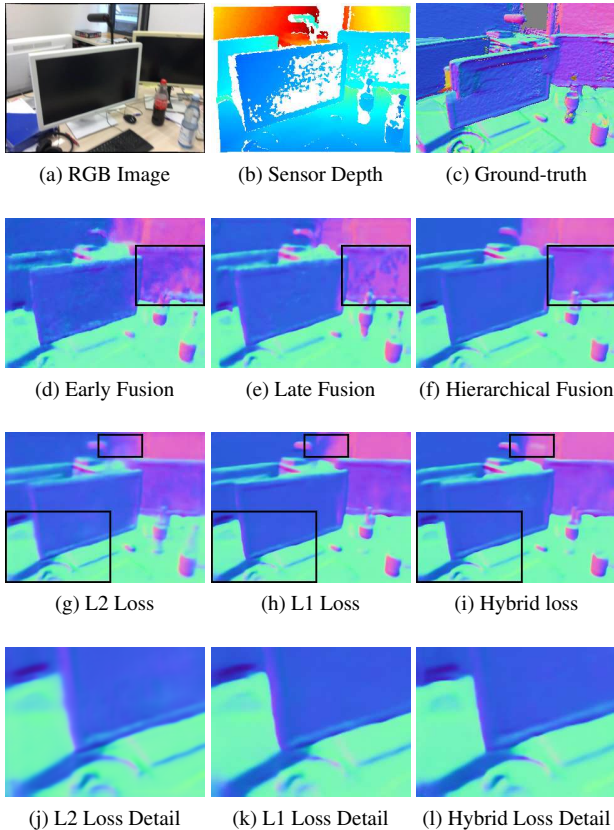 (a) RGB Image
(b) Sensor Depth
(c) Ground-truth
(d) Early Fusion
(e) Late Fusion
(f) Hierarchical Fusion
(g) L2 Loss
(h) L1 Loss
(i) Hybrid loss
(j) L2 Loss Detail
(k) L1 Loss Detail
(l) Hybrid Loss Detail